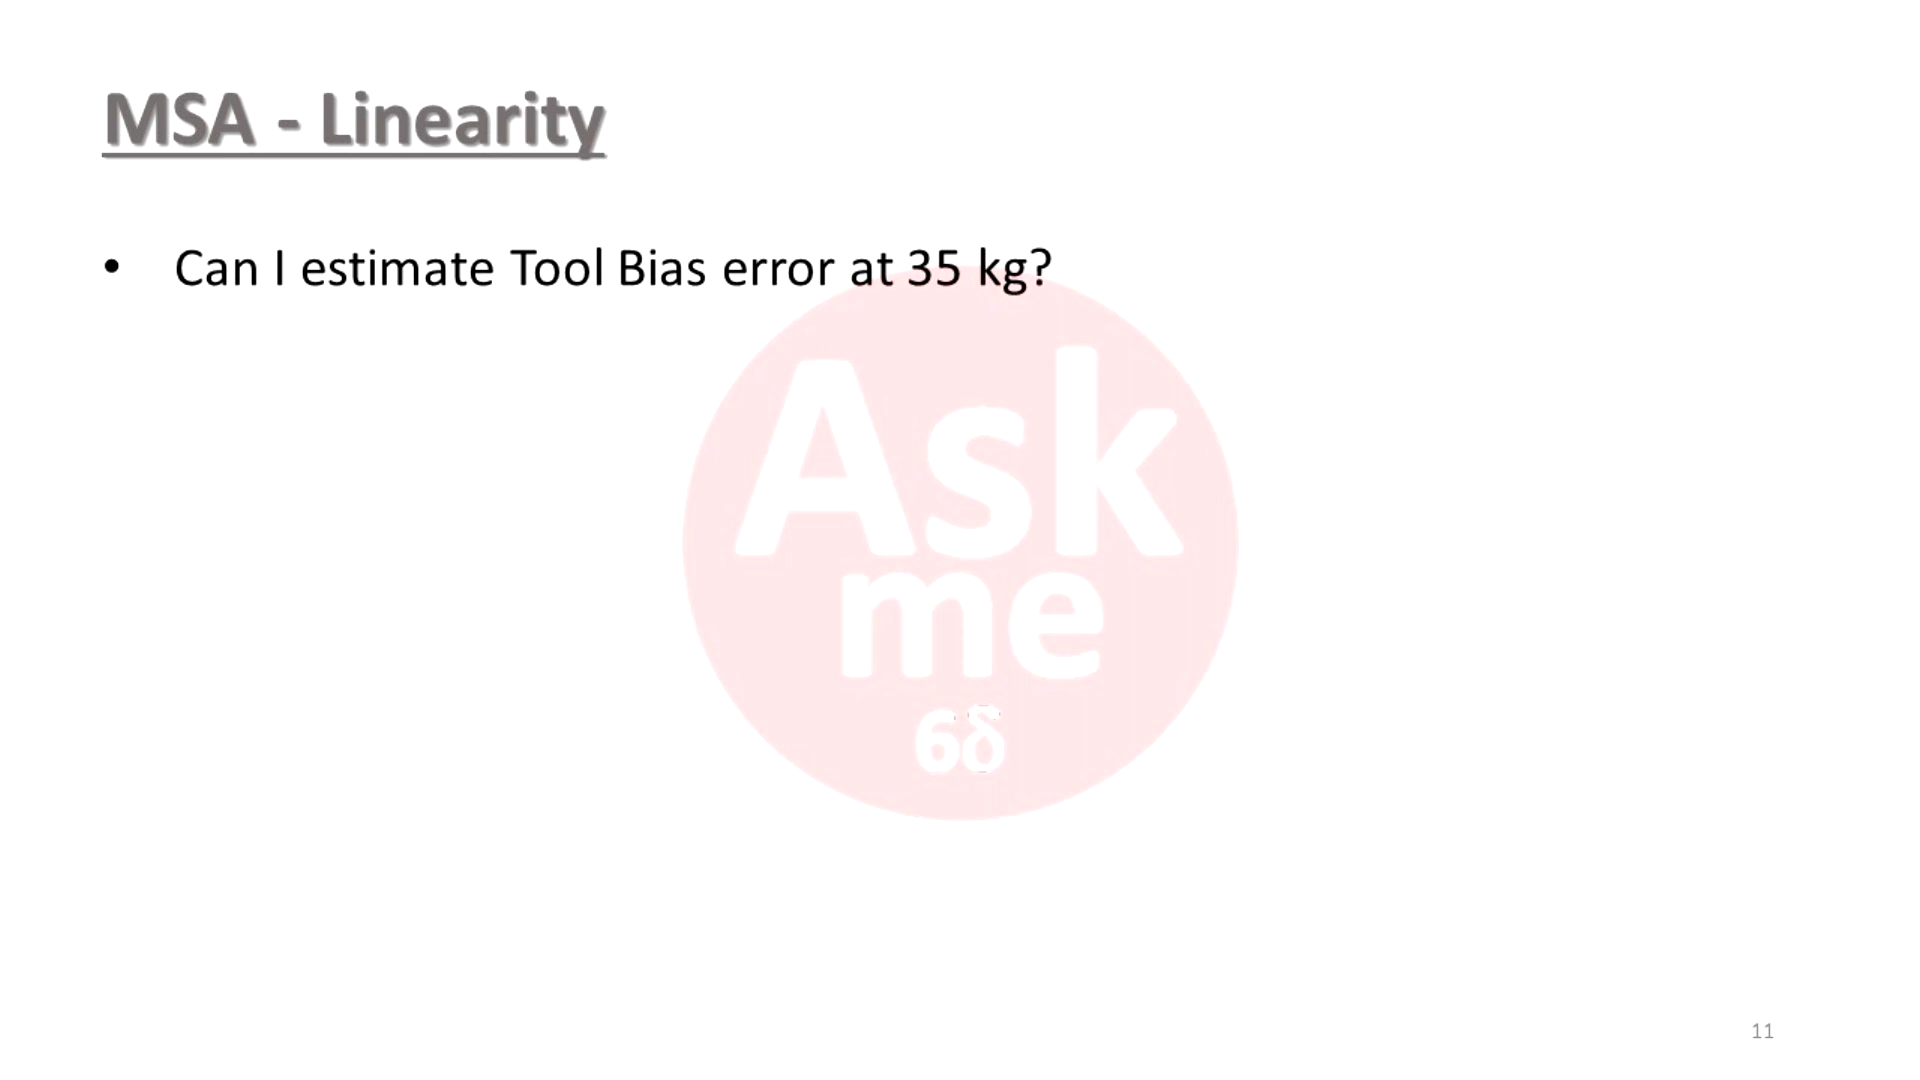 MSA - Linearity
• Can I estimate Tool Bias error at 35 kg?
Ask
me
6δ
11